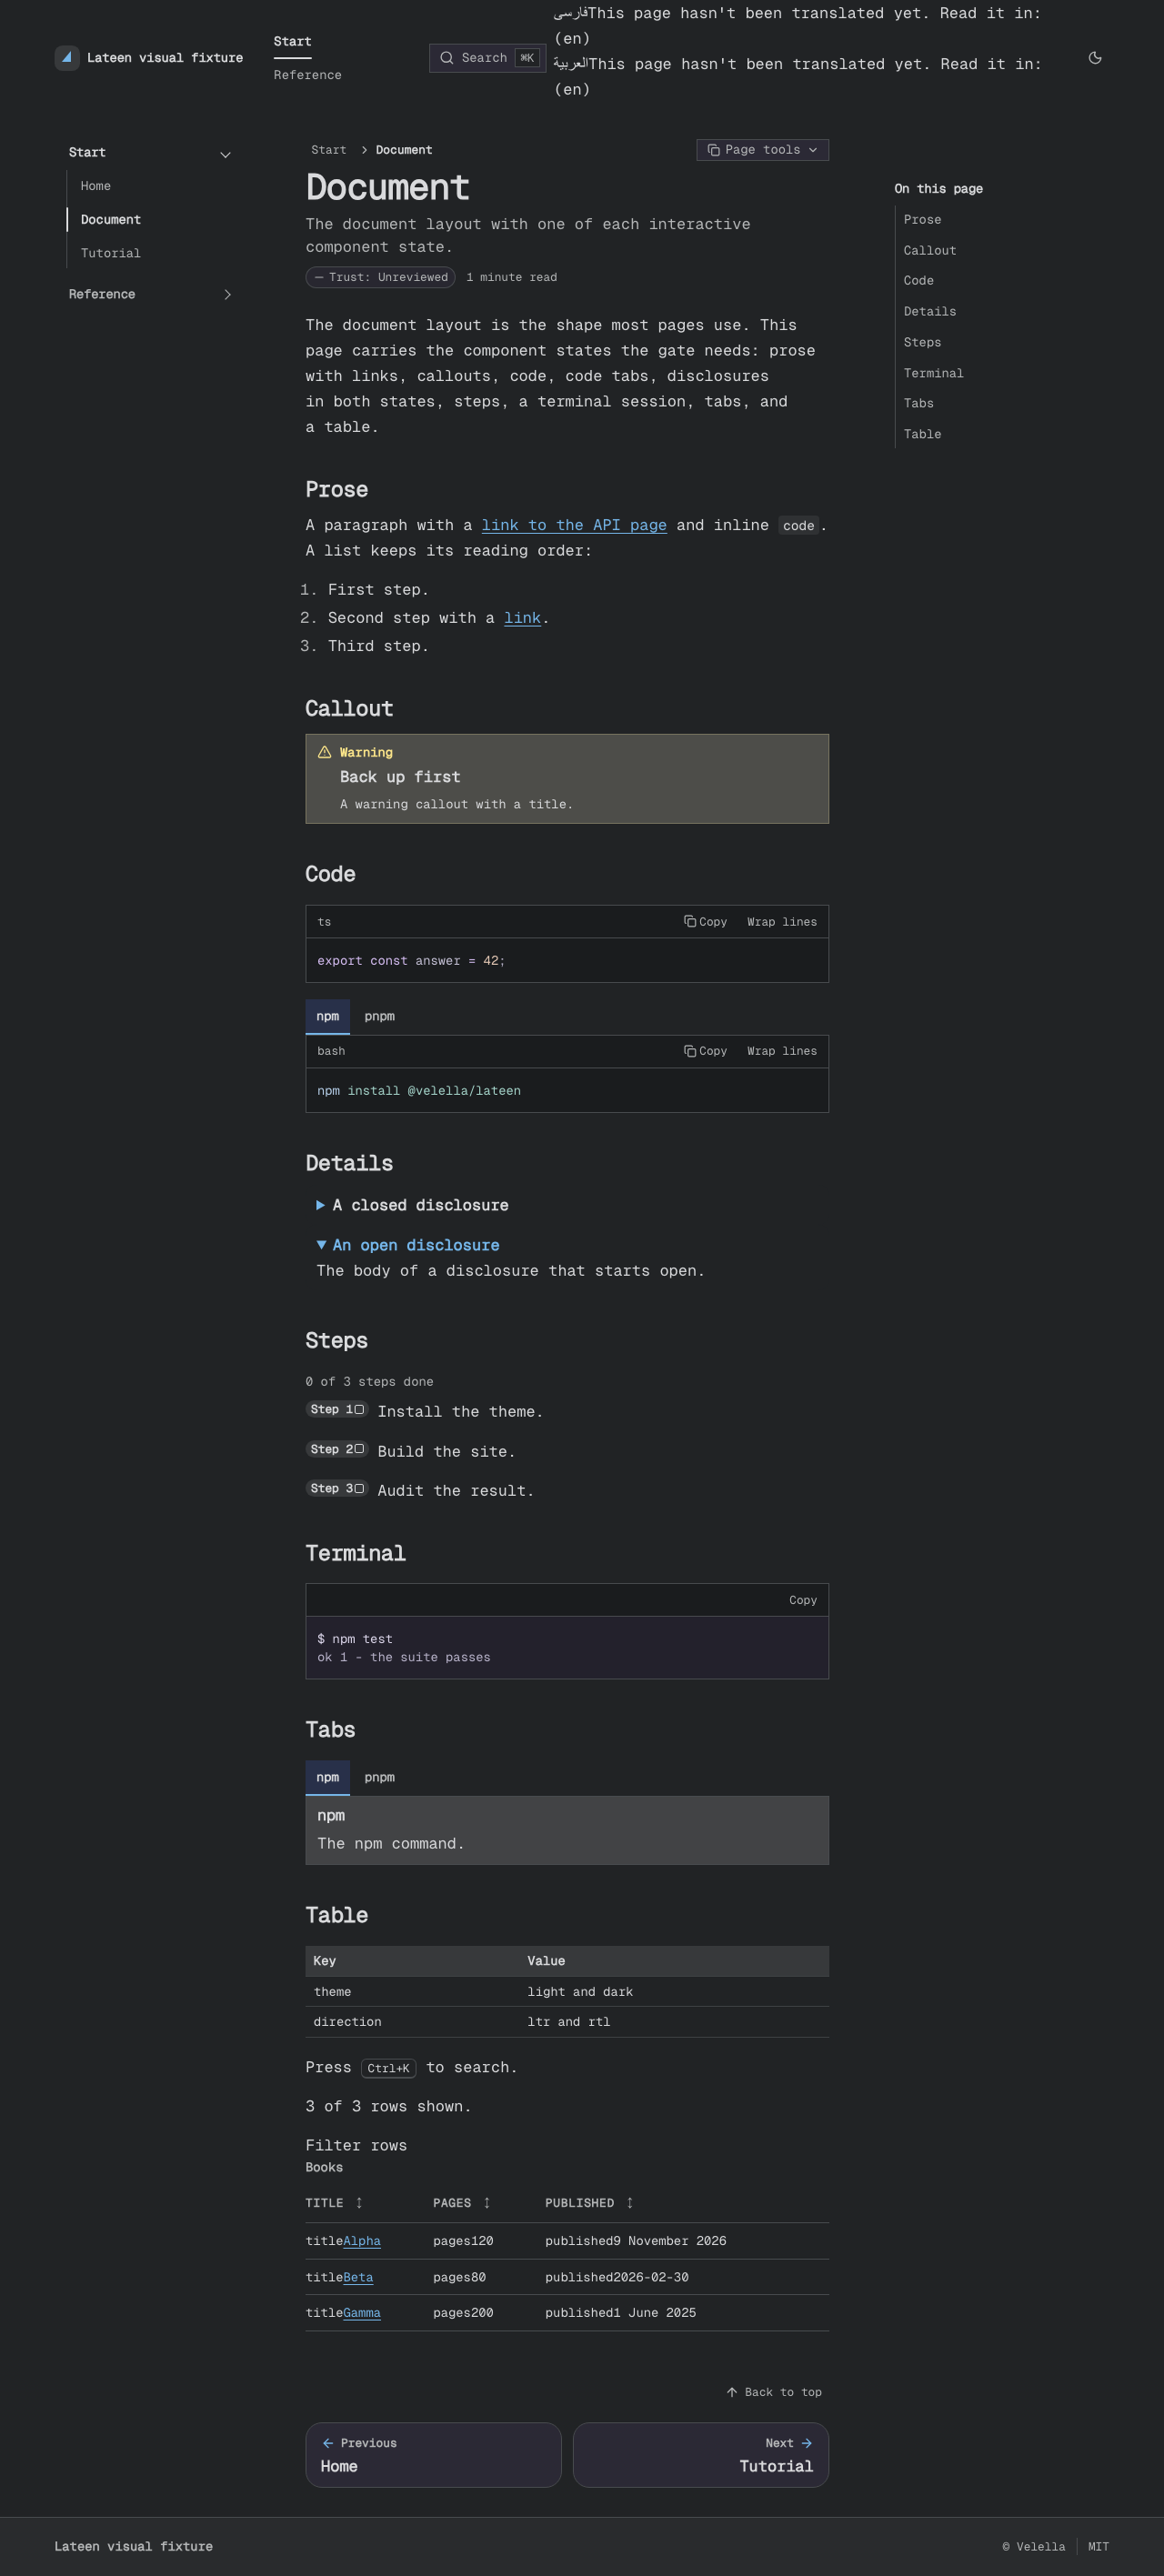 Lateen visual fixture
Start
Reference
Search ⌘K
فارسیThis page hasn't been translated yet. Read it in:
(en)
العربيةThis page hasn't been translated yet. Read it in:
(en)
Start
Home
Document
Tutorial
Reference
Start > Document
Page tools
Document
The document layout with one of each interactive
component state.
— Trust: Unreviewed 1 minute read
The document layout is the shape most pages use. This
page carries the component states the gate needs: prose
with links, callouts, code, code tabs, disclosures
in both states, steps, a terminal session, tabs, and
a table.
Prose
A paragraph with a link to the API page and inline code.
A list keeps its reading order:
1. First step.
2. Second step with a link.
3. Third step.
Callout
Warning
Back up first
A warning callout with a title.
Code
ts Copy Wrap lines
export const answer = 42;
npm pnpm
bash Copy Wrap lines
npm install @velella/lateen
Details
A closed disclosure
An open disclosure
The body of a disclosure that starts open.
Steps
0 of 3 steps done
Step 1 Install the theme.
Step 2 Build the site.
Step 3 Audit the result.
Terminal
Copy
$ npm test
ok 1 - the suite passes
Tabs
npm pnpm
npm
The npm command.
Table
Key Value
theme light and dark
direction ltr and rtl
Press Ctrl+K to search.
3 of 3 rows shown.
Filter rows
Books
TITLE ↕ PAGES ↕ PUBLISHED ↕
titleAlpha pages120 published9 November 2026
titleBeta pages80 published2026-02-30
titleGamma pages200 published1 June 2025
↑ Back to top
← Previous
Home
Next →
Tutorial
On this page
Prose
Callout
Code
Details
Steps
Terminal
Tabs
Table
Lateen visual fixture
© Velella
MIT